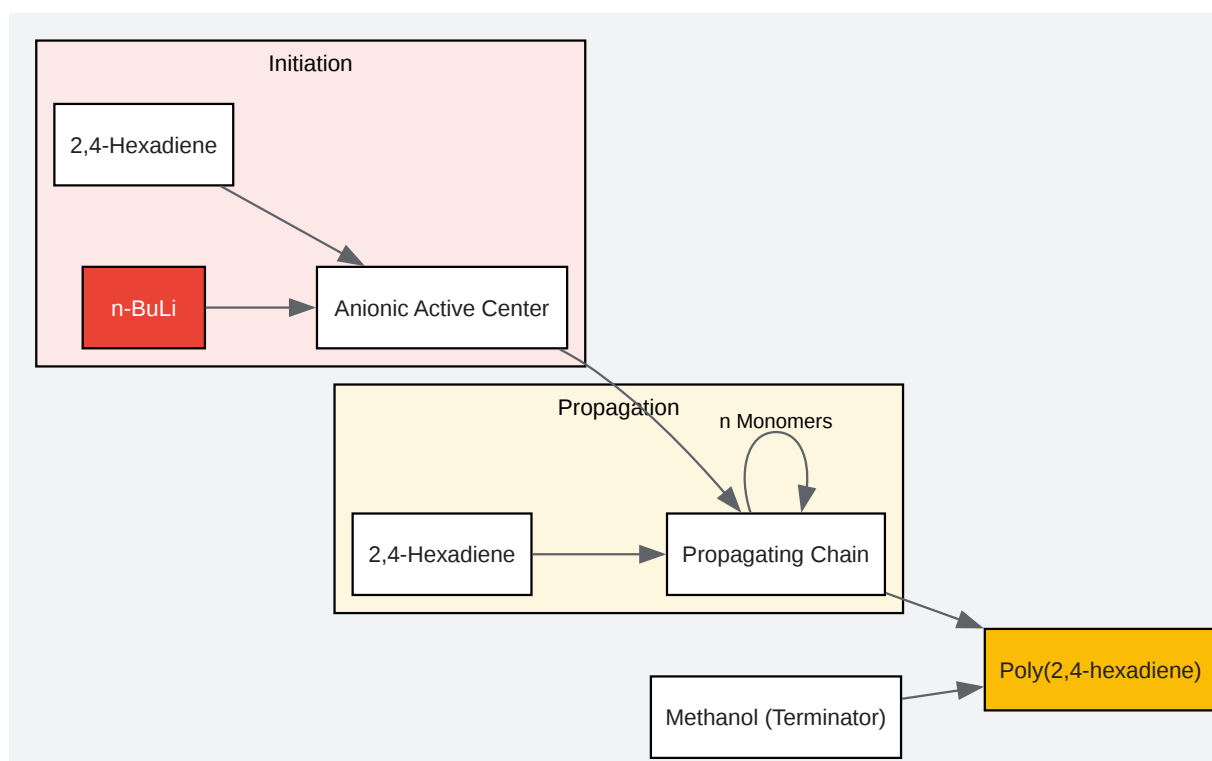 Initiation
2,4-Hexadiene
n-BuLi
Anionic Active Center
Propagation
n Monomers
2,4-Hexadiene
Propagating Chain
Poly(2,4-hexadiene)
Methanol (Terminator)